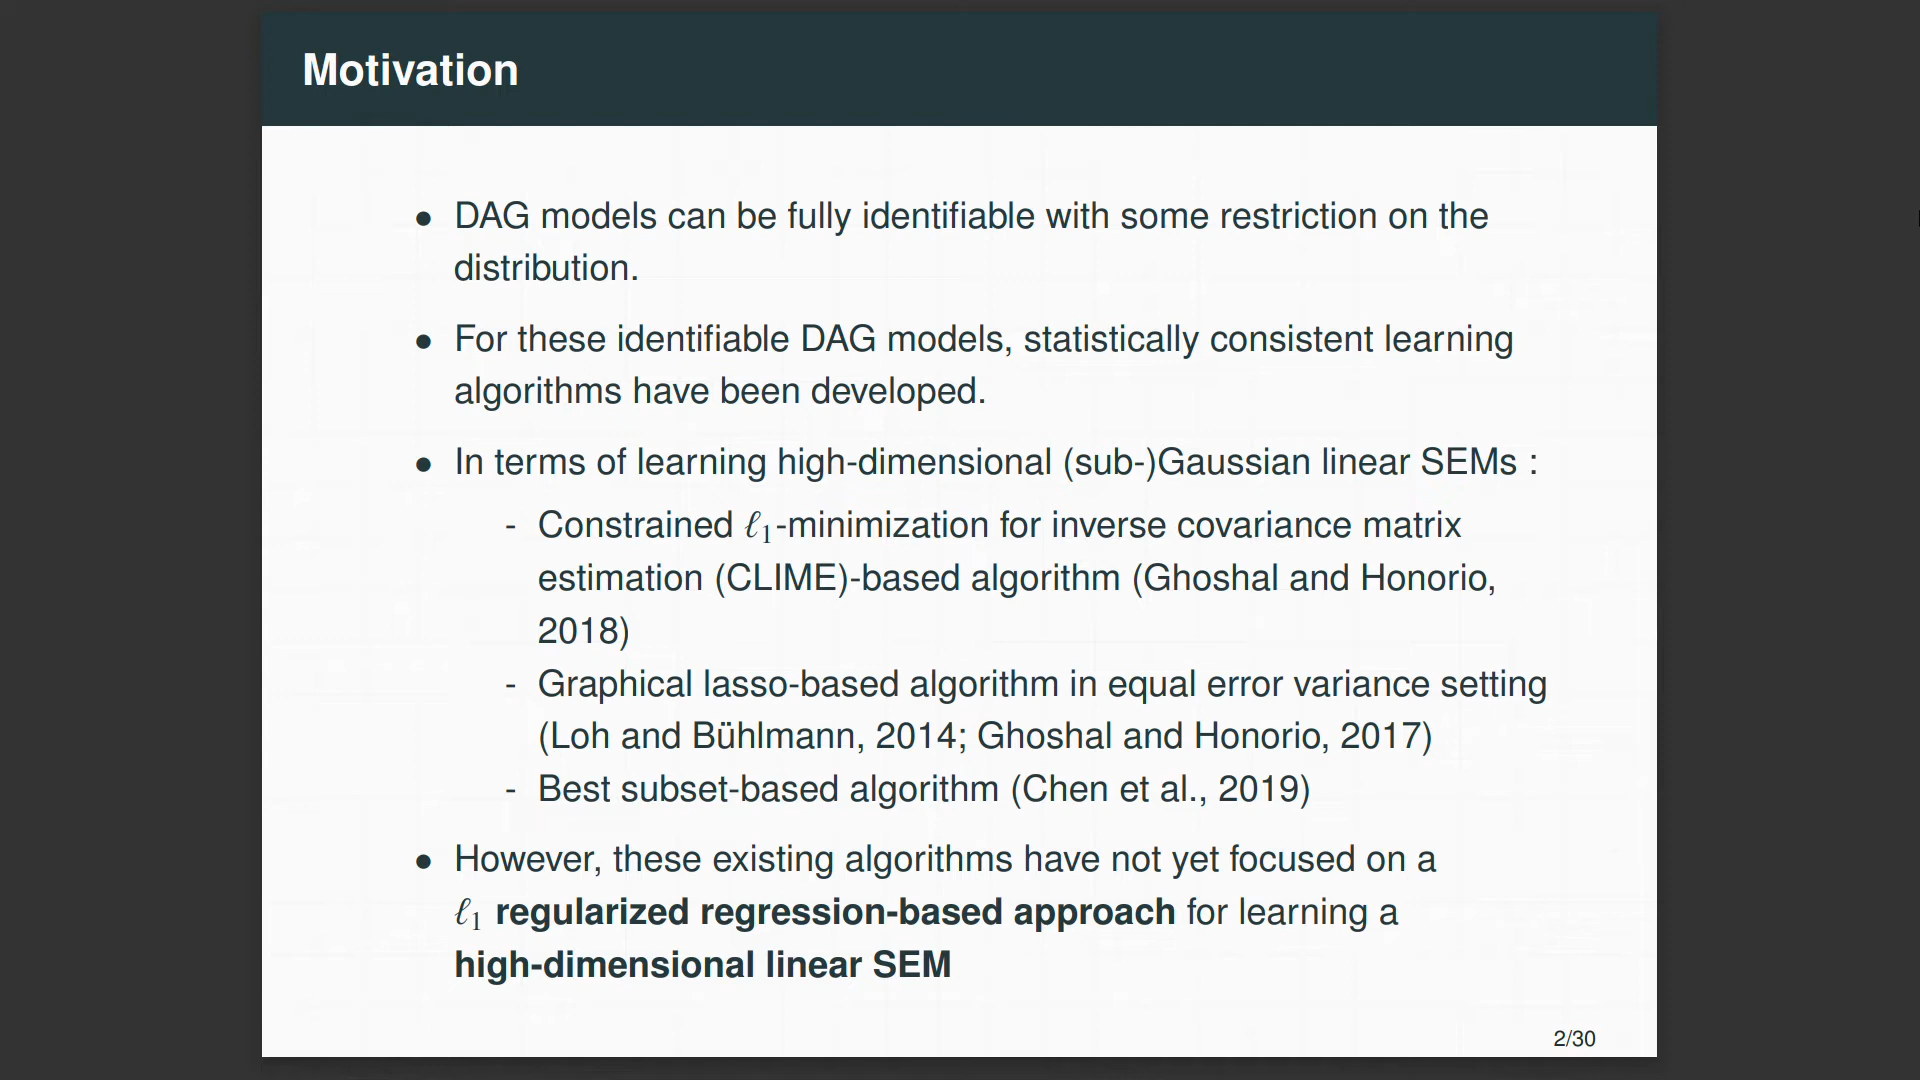 Motivation
● DAG models can be fully identifiable with some restriction on the
distribution.
● For these identifiable DAG models, statistically consistent learning
algorithms have been developed.
● In terms of learning high-dimensional (sub-)Gaussian linear SEMs :
- Constrained ℓ₁-minimization for inverse covariance matrix
estimation (CLIME)-based algorithm (Ghoshal and Honorio,
2018)
- Graphical lasso-based algorithm in equal error variance setting
(Loh and Bühlmann, 2014; Ghoshal and Honorio, 2017)
- Best subset-based algorithm (Chen et al., 2019)
● However, these existing algorithms have not yet focused on a
ℓ₁ regularized regression-based approach for learning a
high-dimensional linear SEM
2/30